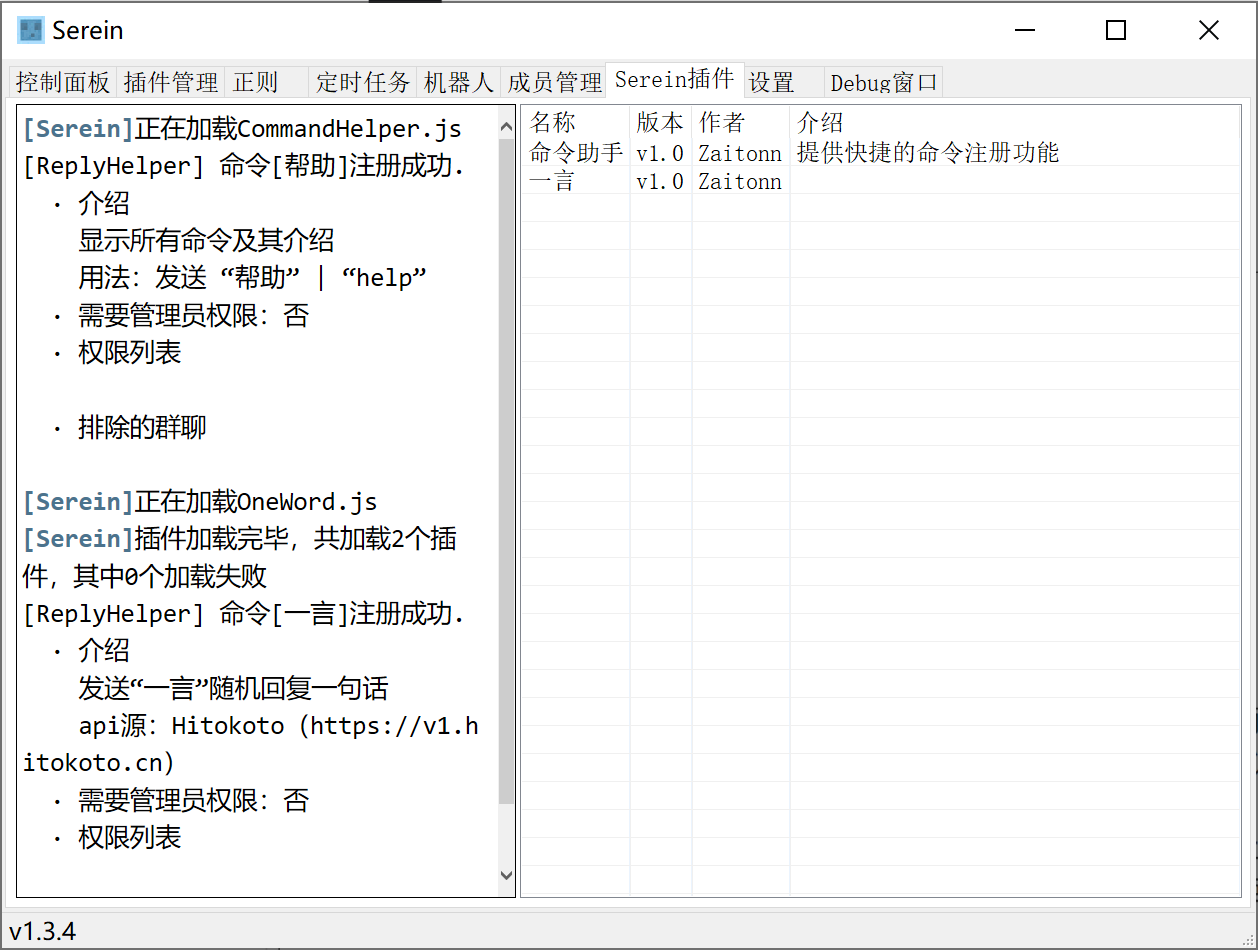 Serein
控制面板 插件管理 正则 定时任务 机器人 成员管理 Serein插件 设置 Debug窗口
[Serein]正在加载CommandHelper.js
[ReplyHelper] 命令[帮助]注册成功.
· 介绍
显示所有命令及其介绍
用法：发送 “帮助” | “help”
· 需要管理员权限：否
· 权限列表
· 排除的群聊
[Serein]正在加载OneWord.js
[Serein]插件加载完毕，共加载2个插
件，其中0个加载失败
[ReplyHelper] 命令[一言]注册成功.
· 介绍
发送“一言”随机回复一句话
api源：Hitokoto（https://v1.h
itokoto.cn）
· 需要管理员权限：否
· 权限列表
名称 版本 作者 介绍
命令助手 v1.0 Zaitonn 提供快捷的命令注册功能
一言 v1.0 Zaitonn
v1.3.4